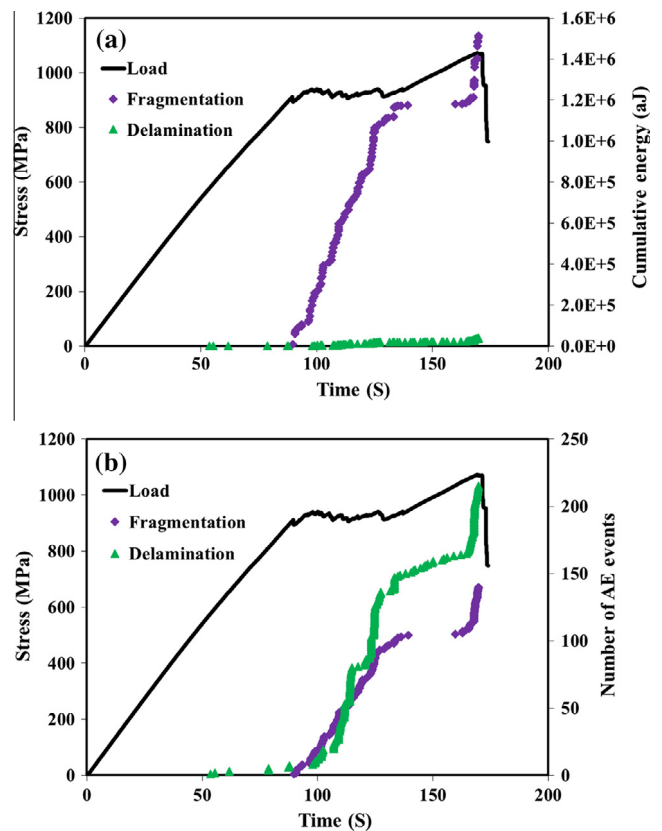 (a)
Load
Fragmentation
Delamination
Stress (MPa)
1200
1000
800
600
400
200
0
0 50 100 150 200
Time (S)
1.6E+6
1.4E+6
1.2E+6
1.0E+6
8.0E+5
6.0E+5
4.0E+5
2.0E+5
0.0E+0
Cumulative energy (aJ)
(b)
Load
Fragmentation
Delamination
Stress (MPa)
1200
1000
800
600
400
200
0
0 50 100 150 200
Time (S)
250
200
150
100
50
0
Number of AE events